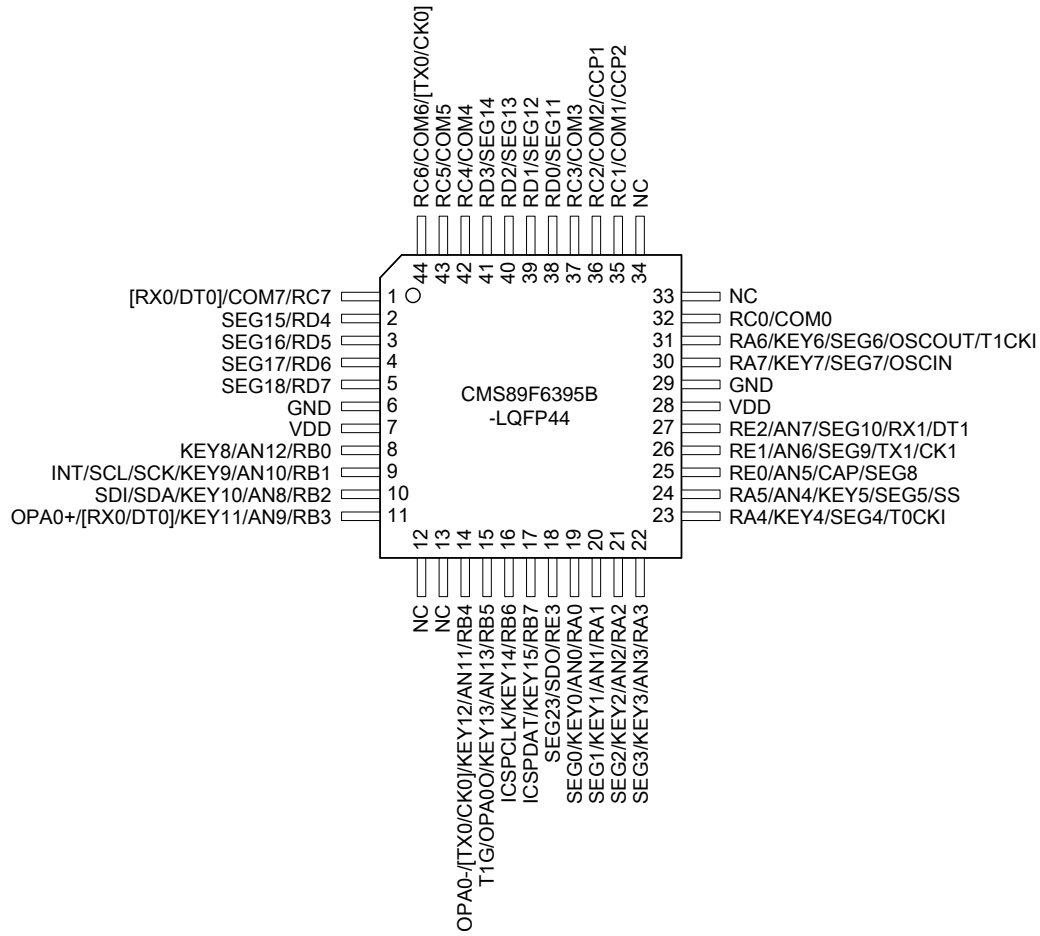 RC6/COM6/[TX0/CK0]
RC5/COM5
RC4/COM4
RD3/SEG14
RD2/SEG13
RD1/SEG12
RD0/SEG11
RC3/COM3
RC2/COM2/CCP1
RC1/COM1/CCP2
NC
44
43
42
41
40
39
38
37
36
35
34
[RX0/DT0]/COM7/RC7 1
SEG15/RD4 2
SEG16/RD5 3
SEG17/RD6 4
SEG18/RD7 5
GND 6
VDD 7
KEY8/AN12/RB0 8
INT/SCL/SCK/KEY9/AN10/RB1 9
SDI/SDA/KEY10/AN8/RB2 10
OPA0+/[RX0/DT0]/KEY11/AN9/RB3 11
CMS89F6395B
-LQFP44
33 NC
32 RC0/COM0
31 RA6/KEY6/SEG6/OSCOUT/T1CKI
30 RA7/KEY7/SEG7/OSCIN
29 GND
28 VDD
27 RE2/AN7/SEG10/RX1/DT1
26 RE1/AN6/SEG9/TX1/CK1
25 RE0/AN5/CAP/SEG8
24 RA5/AN4/KEY5/SEG5/SS
23 RA4/KEY4/SEG4/T0CKI
12
13
14
15
16
17
18
19
20
21
22
NC
NC
OPA0-/[TX0/CK0]/KEY12/AN11/RB4
T1G/OPA0O/KEY13/AN13/RB5
ICSPCLK/KEY14/RB6
ICSPDAT/KEY15/RB7
SEG23/SDO/RE3
SEG0/KEY0/AN0/RA0
SEG1/KEY1/AN1/RA1
SEG2/KEY2/AN2/RA2
SEG3/KEY3/AN3/RA3